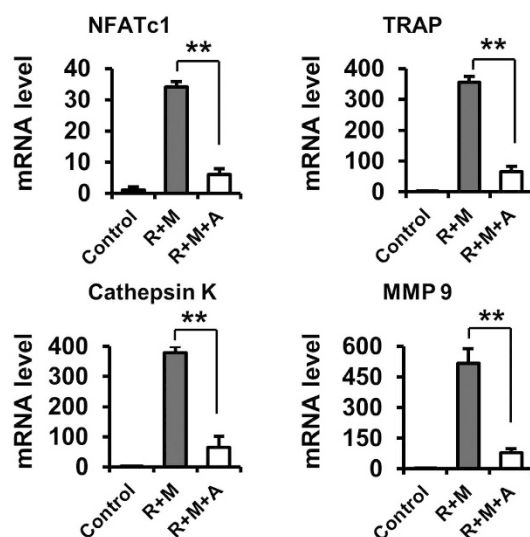 NFATc1
**
mRNA level
40
30
20
10
0
Control
R+M
R+M+A
TRAP
**
mRNA level
400
300
200
100
0
Control
R+M
R+M+A
Cathepsin K
**
mRNA level
400
300
200
100
0
Control
R+M
R+M+A
MMP 9
**
mRNA level
600
450
300
150
0
Control
R+M
R+M+A